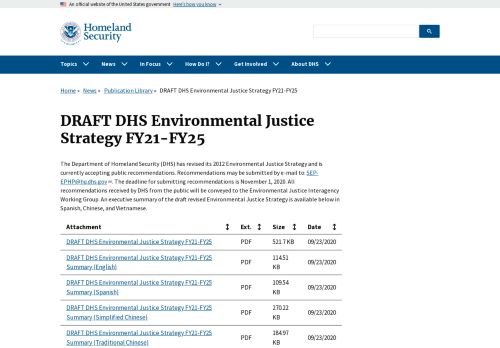 An official website of the United States government Here's how you know
Homeland
Security
Topics News In Focus How Do I? Get Involved About DHS
Home » News » Publication Library » DRAFT DHS Environmental Justice Strategy FY21-FY25
DRAFT DHS Environmental Justice
Strategy FY21-FY25
The Department of Homeland Security (DHS) has revised its 2012 Environmental Justice Strategy and is
currently accepting public recommendations. Recommendations may be submitted by e-mail to: SEP-
EPHP@hq.dhs.gov. The deadline for submitting recommendations is November 1, 2020. All
recommendations received by DHS from the public will be conveyed to the Environmental Justice Interagency
Working Group. An executive summary of the draft revised Environmental Justice Strategy is available below in
Spanish, Chinese, and Vietnamese.
Attachment Ext. Size Date
DRAFT DHS Environmental Justice Strategy FY21-FY25 PDF 521.7 KB 09/23/2020
DRAFT DHS Environmental Justice Strategy FY21-FY25
Summary (English) PDF 114.51
KB 09/23/2020
DRAFT DHS Environmental Justice Strategy FY21-FY25
Summary (Spanish) PDF 109.54
KB 09/23/2020
DRAFT DHS Environmental Justice Strategy FY21-FY25
Summary (Simplified Chinese) PDF 270.22
KB 09/23/2020
DRAFT DHS Environmental Justice Strategy FY21-FY25
Summary (Traditional Chinese) PDF 184.97
KB 09/23/2020